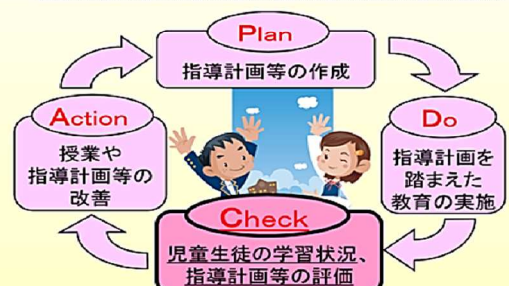 Plan
指導計画等の作成
Do
指導計画を
踏まえた
教育の実施
Check
児童生徒の学習状況、
指導計画等の評価
Action
授業や
指導計画等の
改善